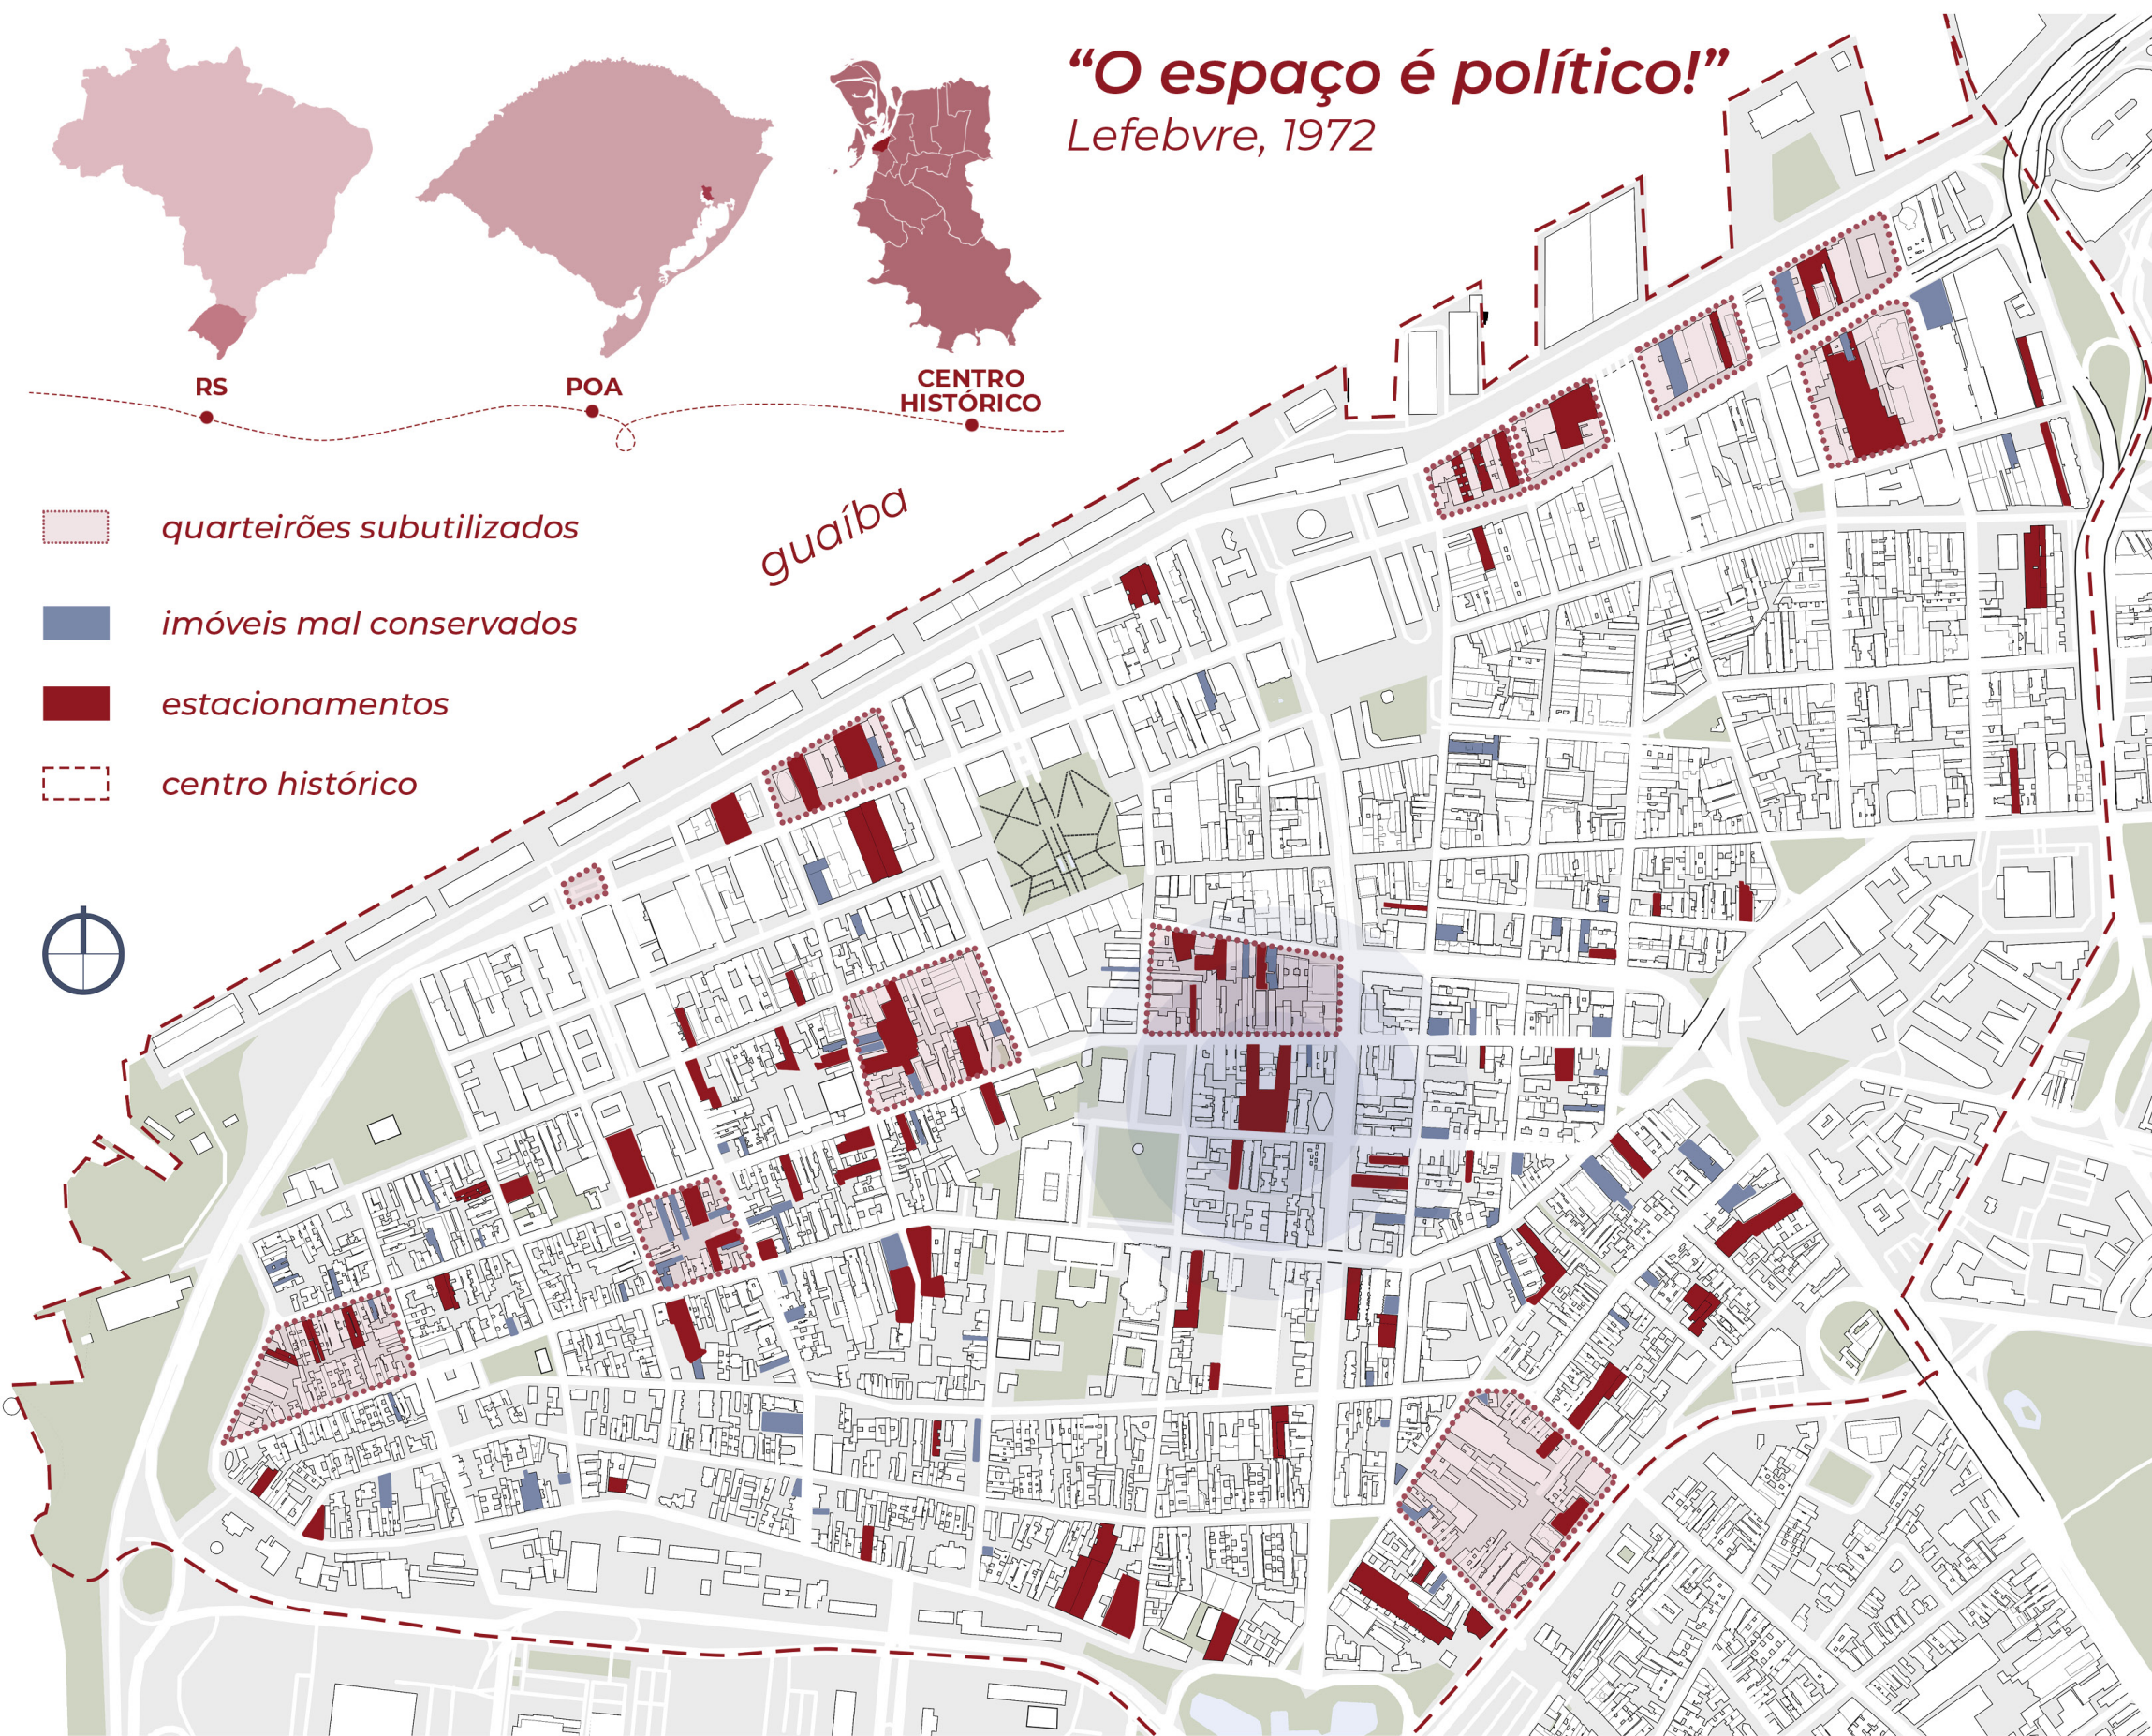 “O espaço é político!”
Lefebvre, 1972
RS
POA
CENTRO
HISTÓRICO
guaíba
quarteirões subutilizados
imóveis mal conservados
estacionamentos
centro histórico